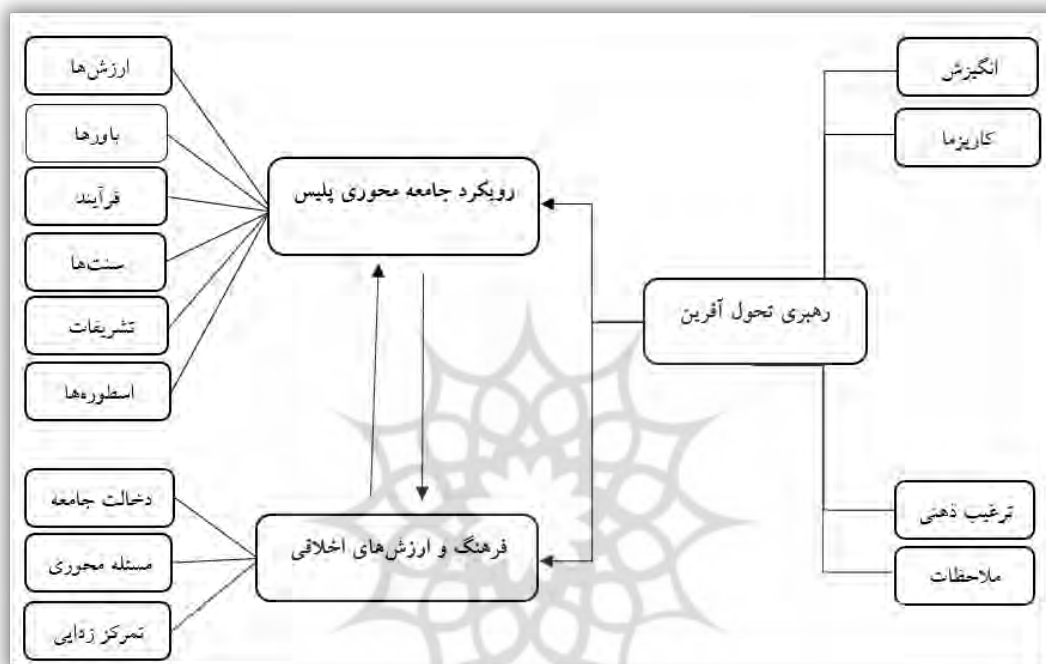 انگیزش
کاریزما
رهبری تحول آفرین
ترغیب ذهنی
ملاحظات
رویکرد جامعه محوری پلیس
فرهنگ و ارزش‌های اخلاقی
ارزش‌ها
باورها
فرآیند
سنت‌ها
تشریفات
اسطوره‌ها
دخالت جامعه
مسئله محوری
تمرکز زدایی